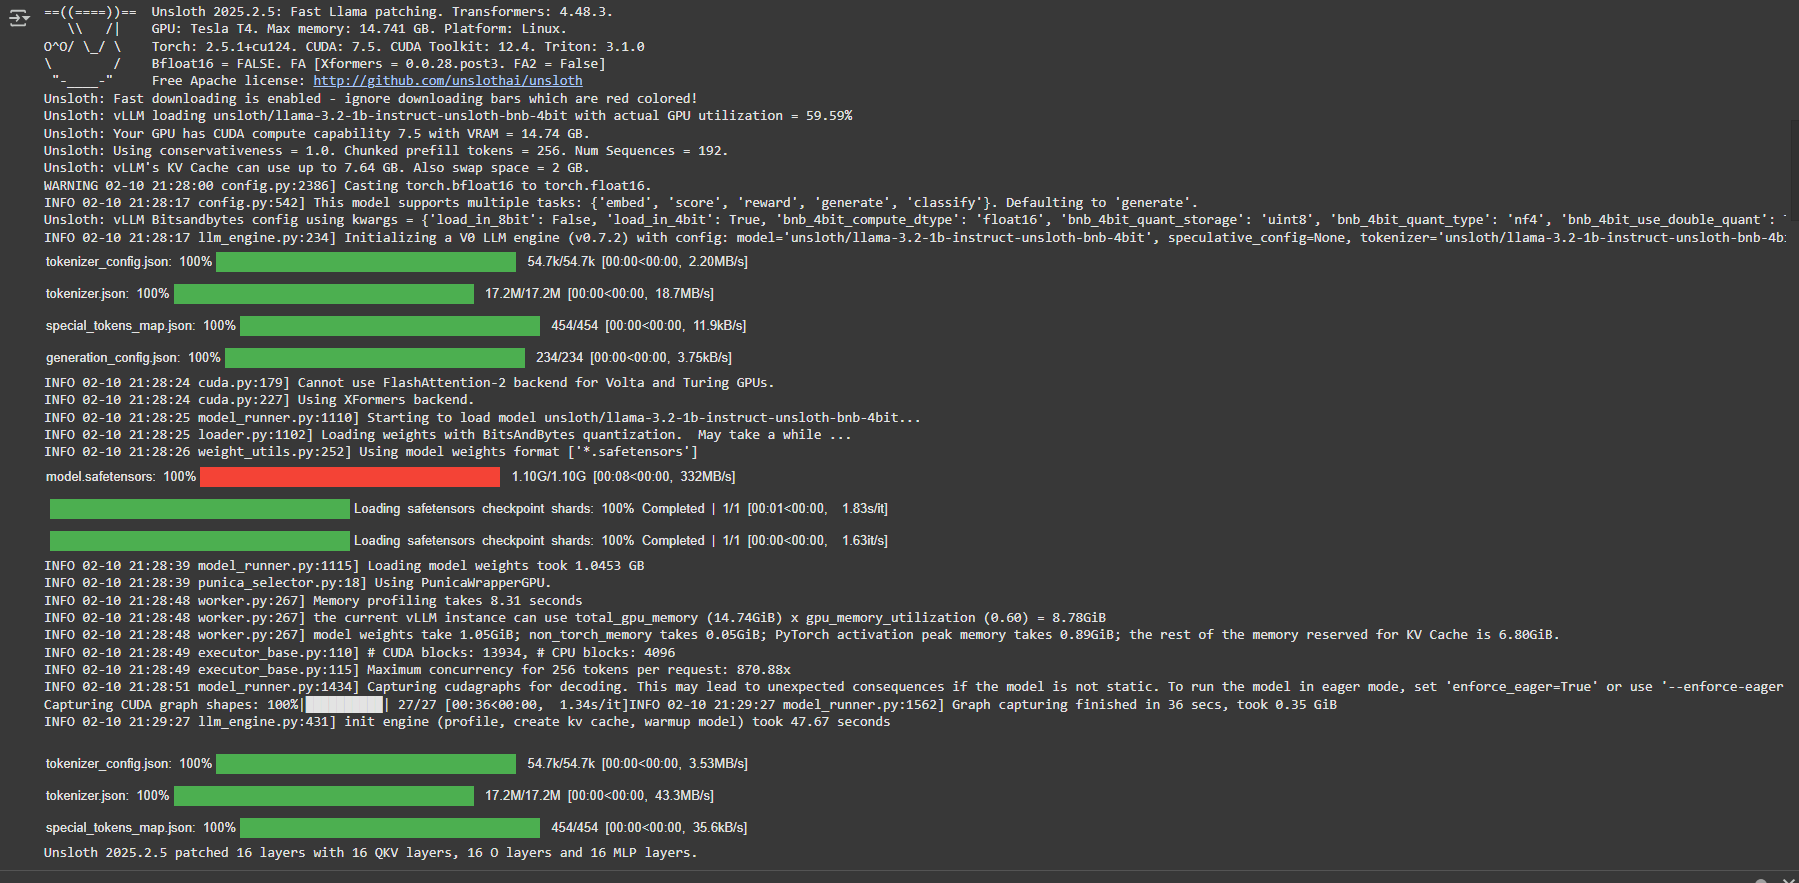 ==((====))==  Unsloth 2025.2.5: Fast Llama patching. Transformers: 4.48.3.
   \\   /|    GPU: Tesla T4. Max memory: 14.741 GB. Platform: Linux.
O^O/ \_/ \    Torch: 2.5.1+cu124. CUDA: 7.5. CUDA Toolkit: 12.4. Triton: 3.1.0
\        /    Bfloat16 = FALSE. FA [Xformers = 0.0.28.post3. FA2 = False]
 "-____-"     Free Apache license: http://github.com/unslothai/unsloth
Unsloth: Fast downloading is enabled - ignore downloading bars which are red colored!
Unsloth: vLLM loading unsloth/llama-3.2-1b-instruct-unsloth-bnb-4bit with actual GPU utilization = 59.59%
Unsloth: Your GPU has CUDA compute capability 7.5 with VRAM = 14.74 GB.
Unsloth: Using conservativeness = 1.0. Chunked prefill tokens = 256. Num Sequences = 192.
Unsloth: vLLM's KV Cache can use up to 7.64 GB. Also swap space = 2 GB.
WARNING 02-10 21:28:00 config.py:2386] Casting torch.bfloat16 to torch.float16.
INFO 02-10 21:28:17 config.py:542] This model supports multiple tasks: {'embed', 'score', 'reward', 'generate', 'classify'}. Defaulting to 'generate'.
Unsloth: vLLM Bitsandbytes config using kwargs = {'load_in_8bit': False, 'load_in_4bit': True, 'bnb_4bit_compute_dtype': 'float16', 'bnb_4bit_quant_storage': 'uint8', 'bnb_4bit_quant_type': 'nf4', 'bnb_4bit_use_double_quant':
INFO 02-10 21:28:17 llm_engine.py:234] Initializing a V0 LLM engine (v0.7.2) with config: model='unsloth/llama-3.2-1b-instruct-unsloth-bnb-4bit', speculative_config=None, tokenizer='unsloth/llama-3.2-1b-instruct-unsloth-bnb-4b
tokenizer_config.json: 100% 54.7k/54.7k [00:00<00:00, 2.20MB/s]
tokenizer.json: 100% 17.2M/17.2M [00:00<00:00, 18.7MB/s]
special_tokens_map.json: 100% 454/454 [00:00<00:00, 11.9kB/s]
generation_config.json: 100% 234/234 [00:00<00:00, 3.75kB/s]
INFO 02-10 21:28:24 cuda.py:179] Cannot use FlashAttention-2 backend for Volta and Turing GPUs.
INFO 02-10 21:28:24 cuda.py:227] Using XFormers backend.
INFO 02-10 21:28:25 model_runner.py:1110] Starting to load model unsloth/llama-3.2-1b-instruct-unsloth-bnb-4bit...
INFO 02-10 21:28:25 loader.py:1102] Loading weights with BitsAndBytes quantization.  May take a while ...
INFO 02-10 21:28:26 weight_utils.py:252] Using model weights format ['*.safetensors']
model.safetensors: 100% 1.10G/1.10G [00:08<00:00, 332MB/s]
Loading safetensors checkpoint shards: 100% Completed | 1/1 [00:01<00:00, 1.83s/it]
Loading safetensors checkpoint shards: 100% Completed | 1/1 [00:00<00:00, 1.63it/s]
INFO 02-10 21:28:39 model_runner.py:1115] Loading model weights took 1.0453 GB
INFO 02-10 21:28:39 punica_selector.py:18] Using PunicaWrapperGPU.
INFO 02-10 21:28:48 worker.py:267] Memory profiling takes 8.31 seconds
INFO 02-10 21:28:48 worker.py:267] the current vLLM instance can use total_gpu_memory (14.74GiB) x gpu_memory_utilization (0.60) = 8.78GiB
INFO 02-10 21:28:48 worker.py:267] model weights take 1.05GiB; non_torch_memory takes 0.05GiB; PyTorch activation peak memory takes 0.89GiB; the rest of the memory reserved for KV Cache is 6.80GiB.
INFO 02-10 21:28:49 executor_base.py:110] # CUDA blocks: 13934, # CPU blocks: 4096
INFO 02-10 21:28:49 executor_base.py:115] Maximum concurrency for 256 tokens per request: 870.88x
INFO 02-10 21:28:51 model_runner.py:1434] Capturing cudagraphs for decoding. This may lead to unexpected consequences if the model is not static. To run the model in eager mode, set 'enforce_eager=True' or use '--enforce-eager
Capturing CUDA graph shapes: 100%|██████████| 27/27 [00:36<00:00,  1.34s/it]INFO 02-10 21:29:27 model_runner.py:1562] Graph capturing finished in 36 secs, took 0.35 GiB
INFO 02-10 21:29:27 llm_engine.py:431] init engine (profile, create kv cache, warmup model) took 47.67 seconds
tokenizer_config.json: 100% 54.7k/54.7k [00:00<00:00, 3.53MB/s]
tokenizer.json: 100% 17.2M/17.2M [00:00<00:00, 43.3MB/s]
special_tokens_map.json: 100% 454/454 [00:00<00:00, 35.6kB/s]
Unsloth 2025.2.5 patched 16 layers with 16 QKV layers, 16 O layers and 16 MLP layers.